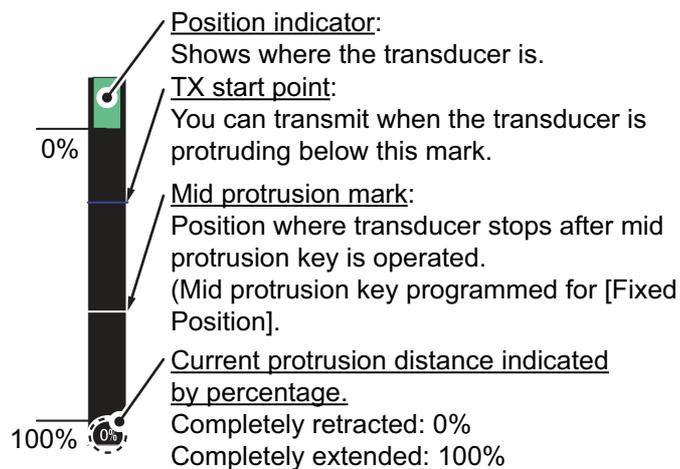 Position indicator:
Shows where the transducer is.
TX start point:
You can transmit when the transducer is
protruding below this mark.
0%
Mid protrusion mark:
Position where transducer stops after mid
protrusion key is operated.
(Mid protrusion key programmed for [Fixed
Position].
Current protrusion distance indicated
by percentage.
Completely retracted: 0%
Completely extended: 100%
100%
0%